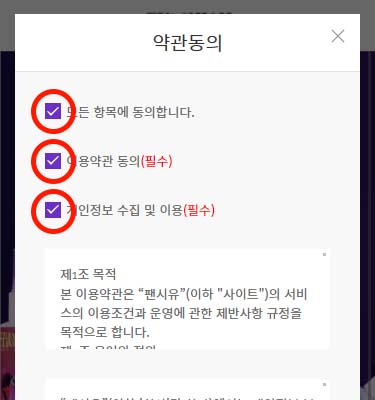 약관동의
모든 항목에 동의합니다.
이용약관 동의(필수)
개인정보 수집 및 이용(필수)
제1조 목적
본 이용약관은 “팬시유”(이하 "사이트")의 서비
스의 이용조건과 운영에 관한 제반사항 규정을
목적으로 합니다.